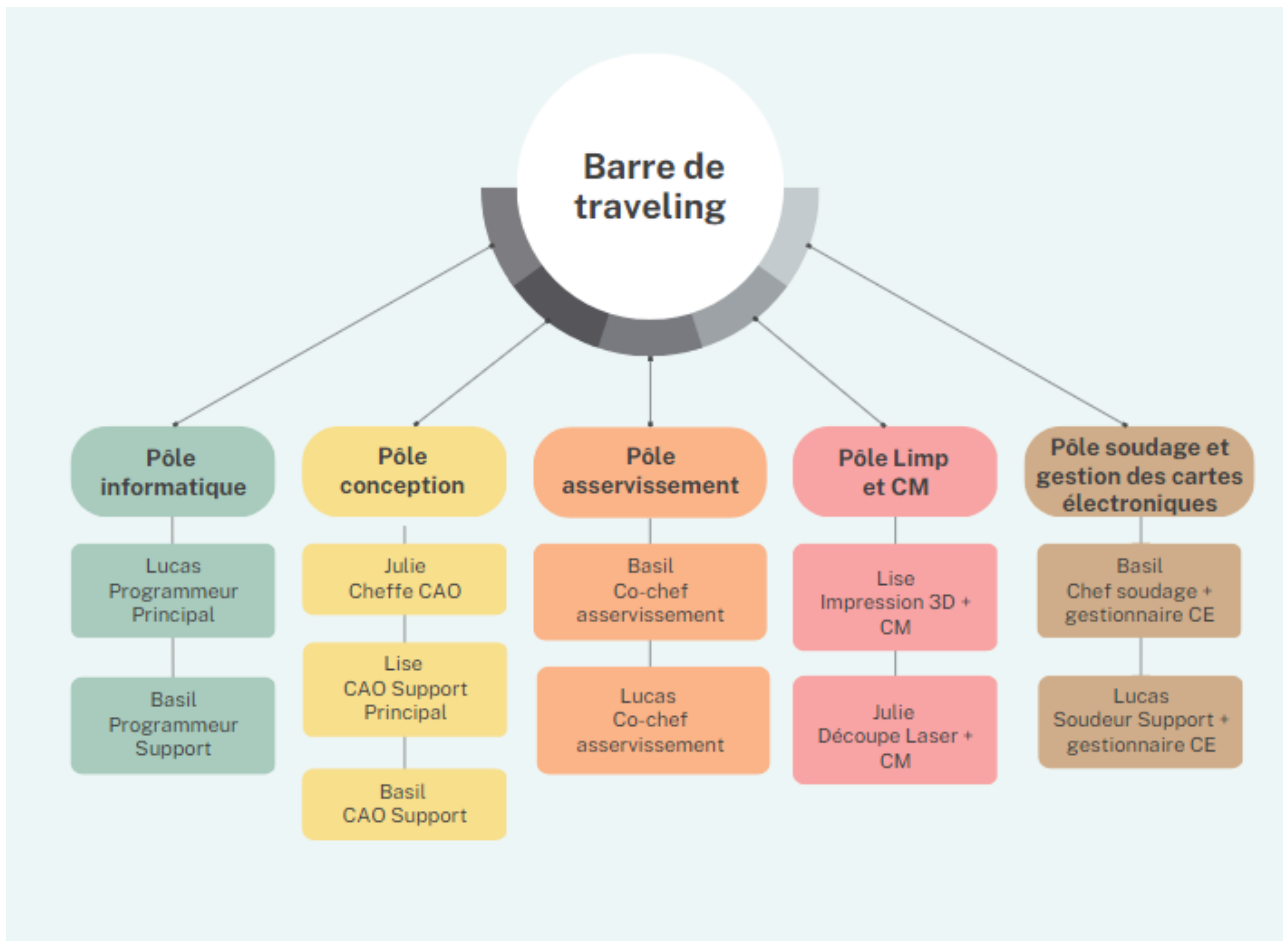 Barre de
traveling
Pôle
informatique
Lucas
Programmeur
Principal
Basil
Programmeur
Support
Pôle
conception
Julie
Cheffe CAO
Lise
CAO Support
Principal
Basil
CAO Support
Pôle
asservissement
Basil
Co-chef
asservissement
Lucas
Co-chef
asservissement
Pôle Limp
et CM
Lise
Impression 3D +
CM
Julie
Découpe Laser +
CM
Pôle soudage et
gestion des cartes
électroniques
Basil
Chef soudage +
gestionnaire CE
Lucas
Soudeur Support +
gestionnaire CE